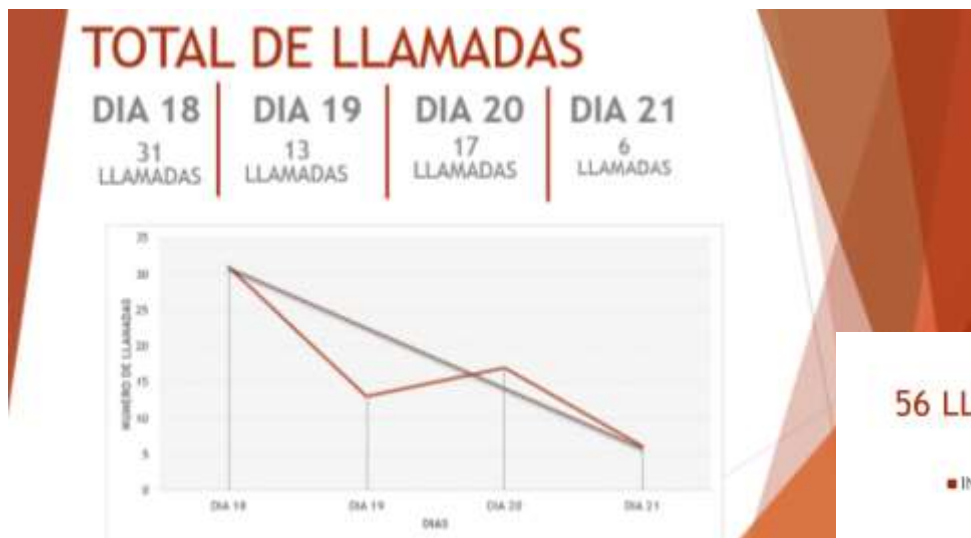 TOTAL DE LLAMADAS
DIA 18
31
LLAMADAS
DIA 19
13
LLAMADAS
DIA 20
17
LLAMADAS
DIA 21
6
LLAMADAS
35
30
25
20
15
10
5
0
NUMERO DE LLAMADAS
DIA 18 DIA 19 DIA 20 DIA 21
DIAS
56 LL
IN